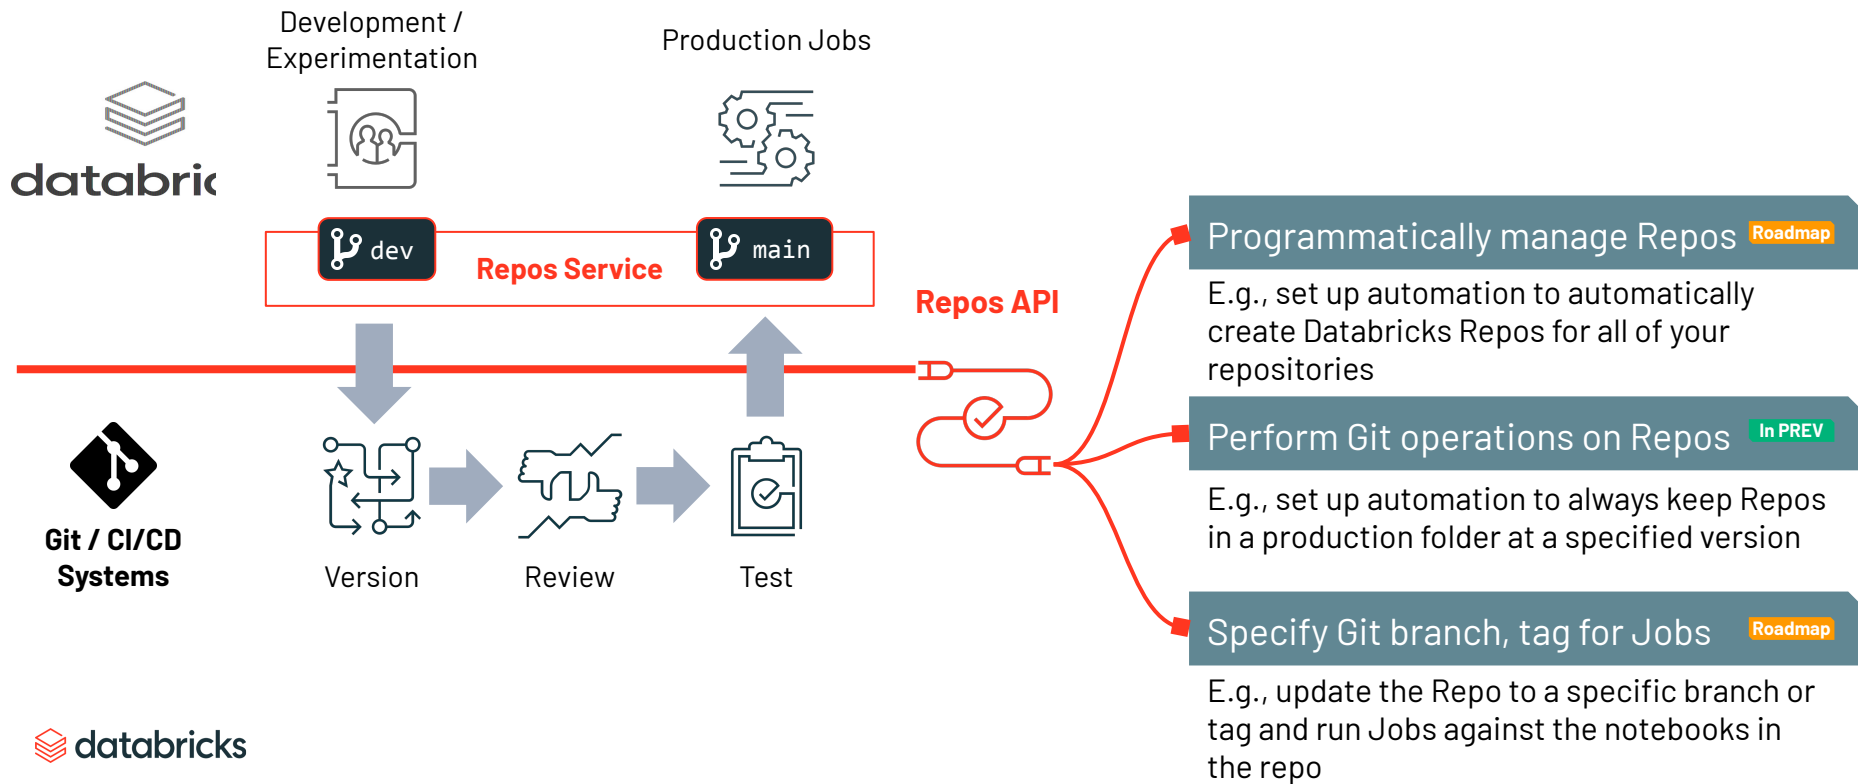 Development /
Experimentation
Production Jobs
databric
dev
Repos Service
main
Repos API
Git / CI/CD
Systems
Version
Review
Test
Programmatically manage Repos
Roadmap
E.g., set up automation to automatically
create Databricks Repos for all of your
repositories
Perform Git operations on Repos
In PREV
E.g., set up automation to always keep Repos
in a production folder at a specified version
Specify Git branch, tag for Jobs
Roadmap
E.g., update the Repo to a specific branch or
tag and run Jobs against the notebooks in
the repo
databricks